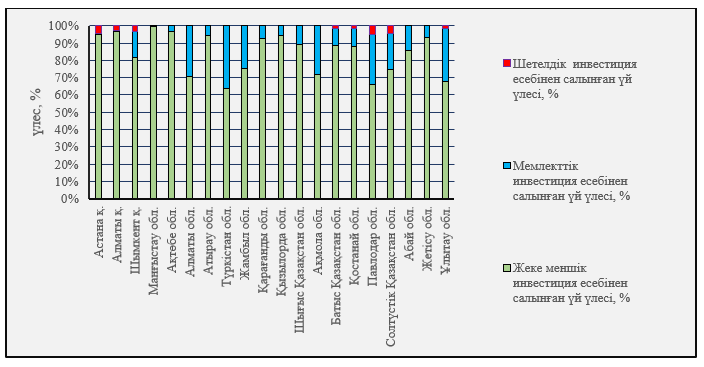 үлес, %
100%
90%
80%
70%
60%
50%
40%
30%
20%
10%
0%
Астана қ.
Алматы қ.
Шымкент қ.
Манғыстау обл.
Ақтөбе обл.
Алматы обл.
Атырау обл.
Түркістан обл.
Жамбыл обл.
Қарағанды обл.
Қызылорда обл.
Шығыс Қазақстан обл.
Ақмола обл.
Батыс Қазақстан обл.
Қостанай обл.
Павлодар обл.
Солтүстік Қазақстан обл.
Абай обл.
Жетісу обл.
Ұлытау обл.
Шетелдік инвестиция
есебінен салынған үй
үлесі, %
Мемлекттік
инвестиция есебінен
салынған үй үлесі, %
Жеке меншік
инвестиция есебінен
салынған үй үлесі, %